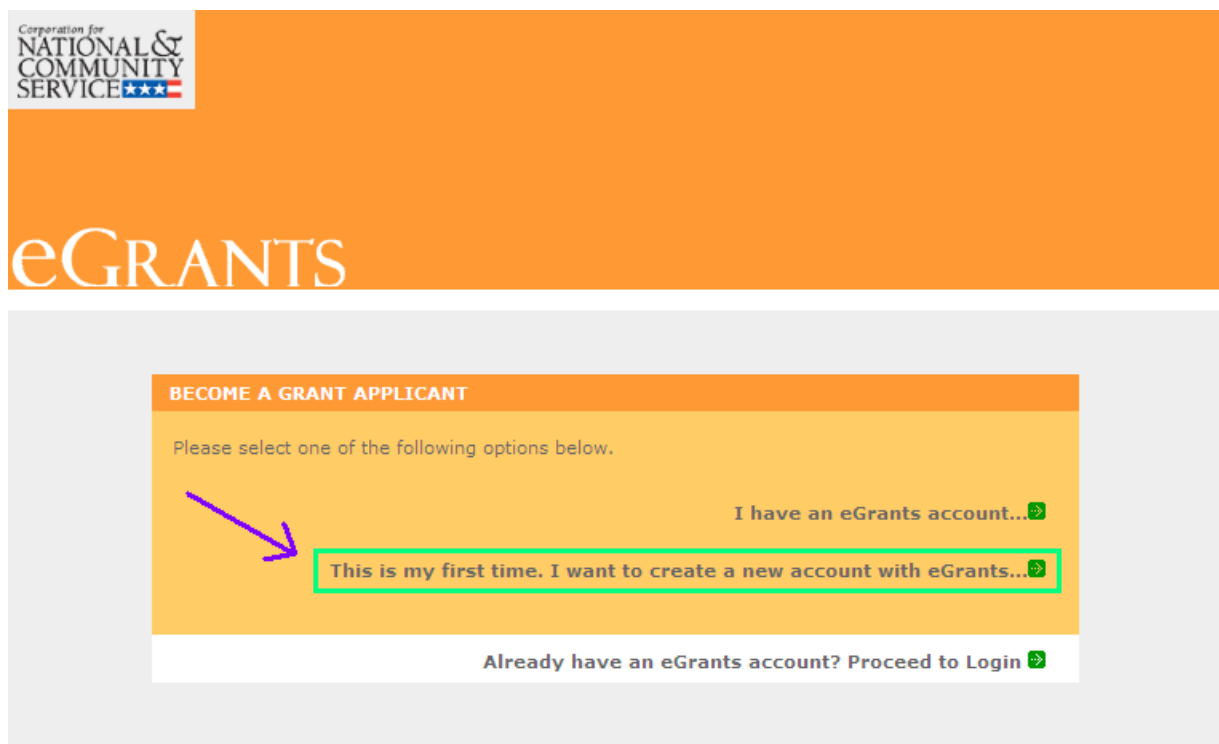 Corporation for
NATIONAL &
COMMUNITY
SERVICE
eGRANTS
BECOME A GRANT APPLICANT
Please select one of the following options below.
I have an eGrants account...
This is my first time. I want to create a new account with eGrants...
Already have an eGrants account? Proceed to Login